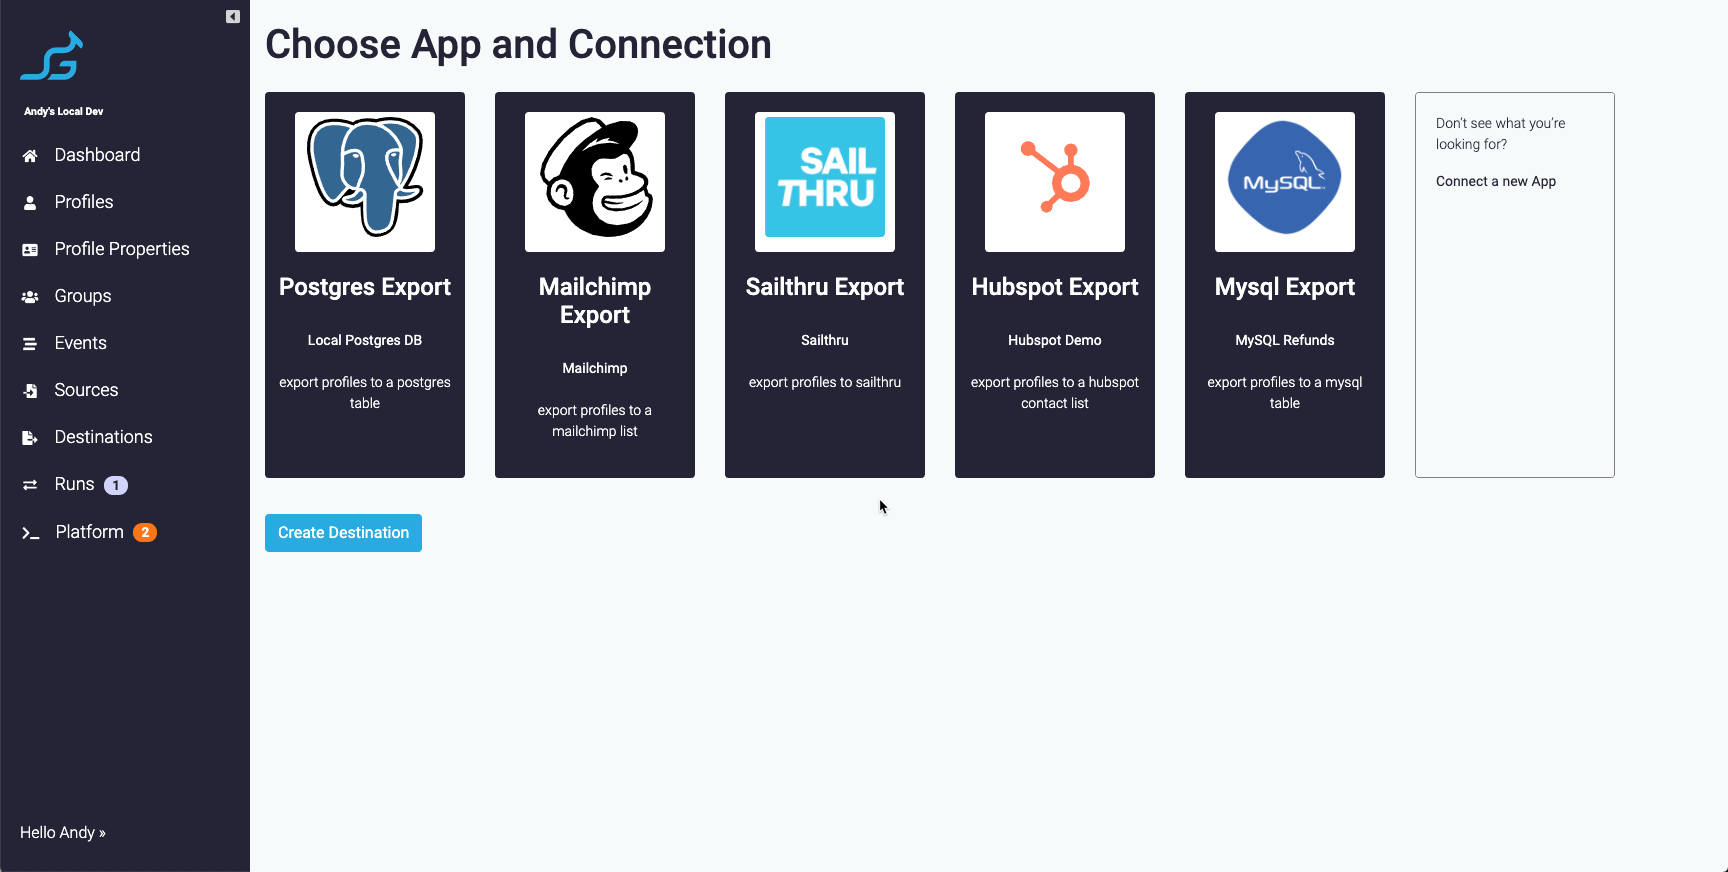 Andy's Local Dev
Dashboard
Profiles
Profile Properties
Groups
Events
Sources
Destinations
Runs 1
Platform 2
Hello Andy »
Choose App and Connection
Postgres Export
Local Postgres DB
export profiles to a postgres
table
Mailchimp
Export
Mailchimp
export profiles to a
mailchimp list
SAIL
THRU
Sailthru Export
Sailthru
export profiles to sailthru
Hubspot Export
Hubspot Demo
export profiles to a hubspot
contact list
MySQL
Mysql Export
MySQL Refunds
export profiles to a mysql
table
Don’t see what you’re
looking for?
Connect a new App
Create Destination